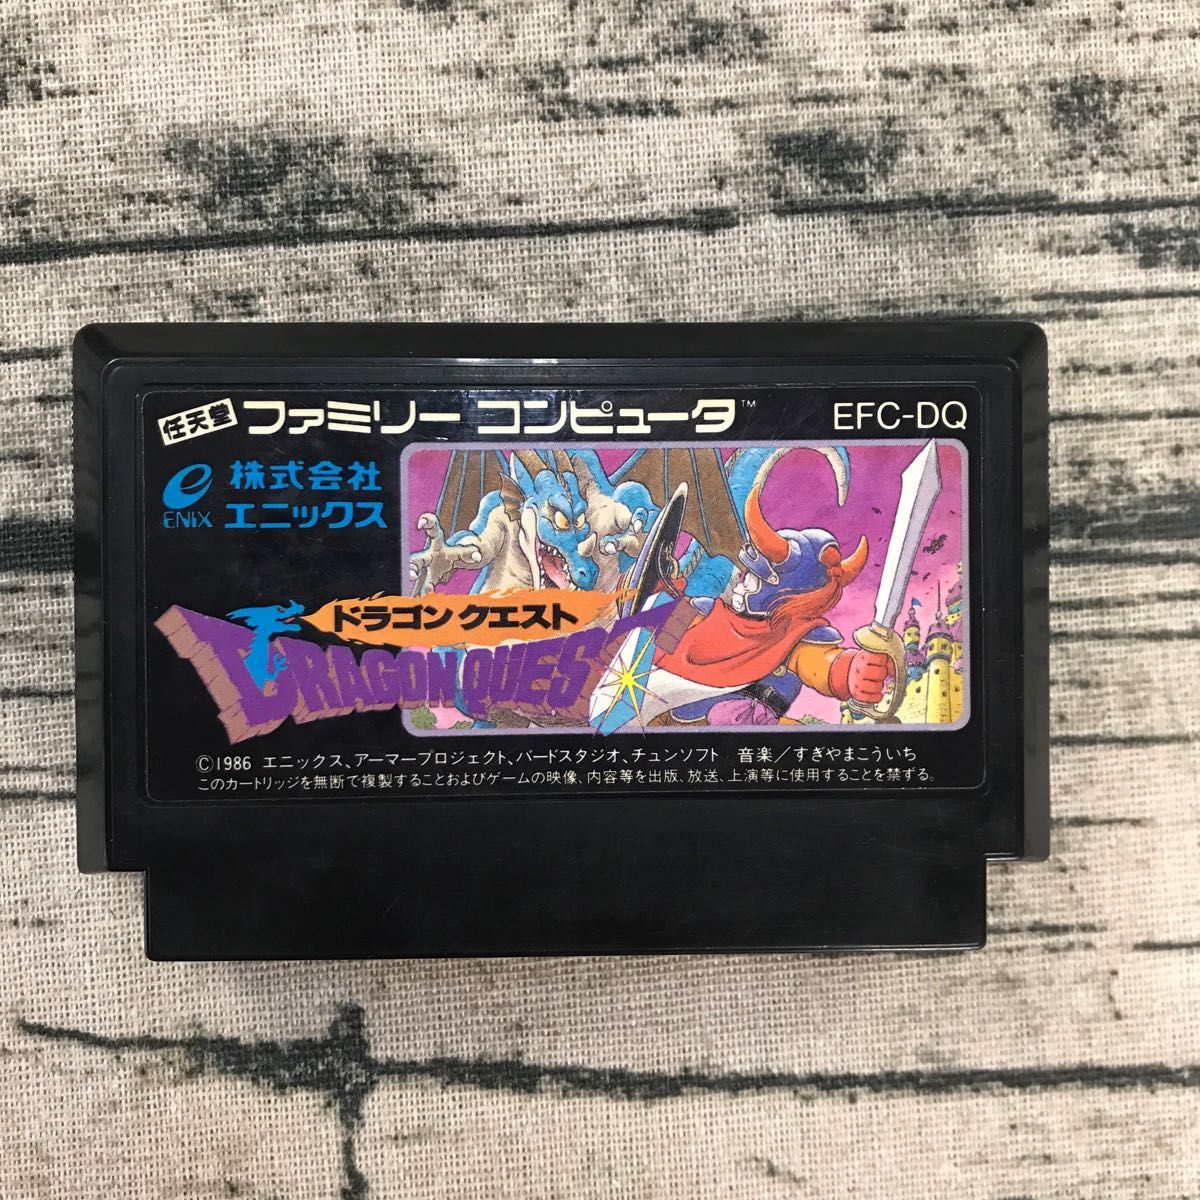 任天堂 ファミリー コンピュータ™ EFC-DQ
ENIX
株式会社
エニックス
ドラゴンクエスト
DRAGON QUEST
©1986 エニックス、アーマープロジェクト、バードスタジオ、チュンソフト 音楽／すぎやまこういち
このカートリッジを無断で複製することおよびゲームの映像、内容等を出版、放送、上演等に使用することを禁ずる。